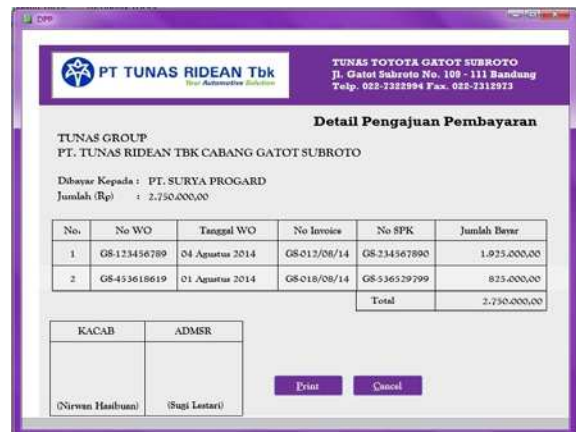 DPP
PT TUNAS RIDEAN Tbk
Your Automotive Solution
TUNAS TOYOTA GATOT SUBROTO
Jl. Gatot Subroto No. 109 - 111 Bandung
Telp. 022-7322994 Fax. 022-7312973
Detail Pengajuan Pembayaran
TUNAS GROUP
PT. TUNAS RIDEAN TBK CABANG GATOT SUBROTO
Dibayar Kepada : PT. SURYA PROGARD
Jumlah (Rp) : 2.750.000,00
No. No WO Tanggal WO No Invoice No SPK Jumlah Bayar
1 GS-123456789 04 Agustus 2014 GS-012/08/14 GS-234567890 1.925.000,00
2 GS-453618619 01 Agustus 2014 GS-018/08/14 GS-536529799 825.000,00
Total 2.750.000,00
KACAB ADMSR
(Nirwan Hasibuan) (Sugi Lestari)
Print Cancel